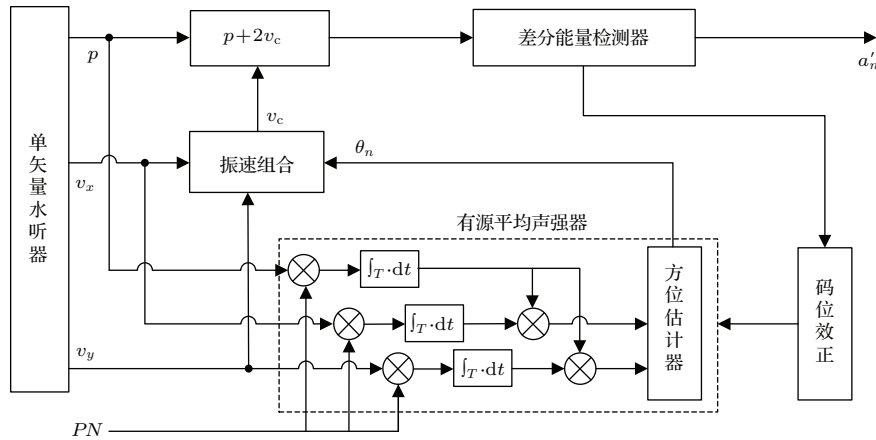 p
p+2v_c
差分能量检测器
a'_n
v_c
单矢量水听器
振速组合
θ_n
v_x
有源平均声强器
∫_T·dt
方位估计器
码位效正
∫_T·dt
v_y
∫_T·dt
PN